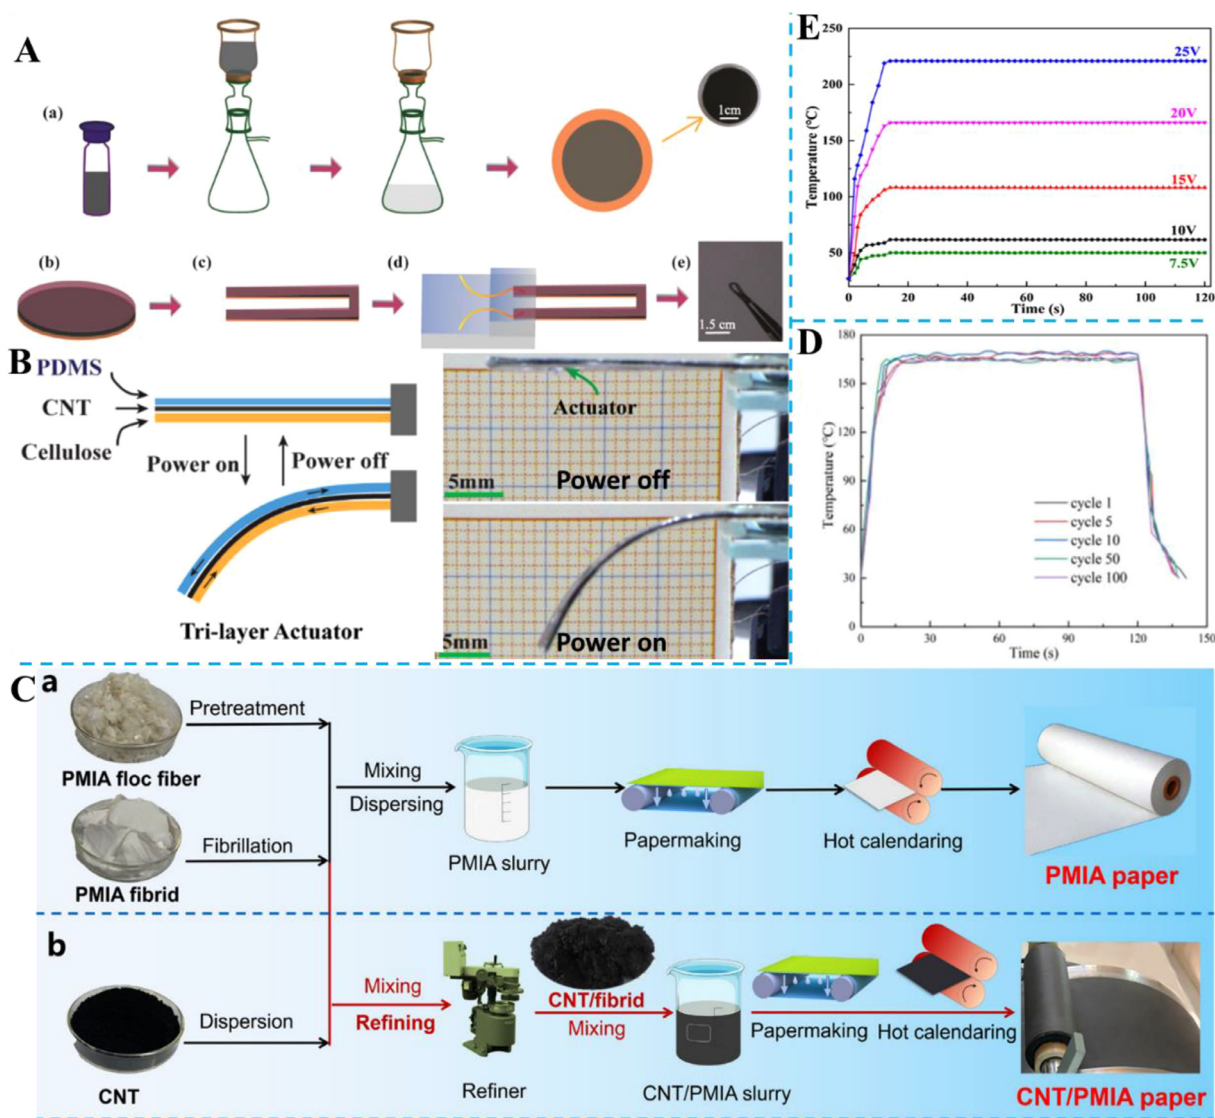 A
(a)
1cm
(b)
(c)
(d)
(e)
1.5 cm
B
PDMS
CNT
Cellulose
Power on
Power off
Tri-layer Actuator
Actuator
5mm
Power off
5mm
Power on
E
Temperature (°C)
250
200
150
100
50
25V
20V
15V
10V
7.5V
0
20
40
60
80
100
120
Time (s)
D
Temperature (°C)
180
150
120
90
60
30
0
cycle 1
cycle 5
cycle 10
cycle 50
cycle 100
0
30
60
90
120
150
Time (s)
C
a
PMIA floc fiber
Pretreatment
PMIA fibrid
Fibrillation
Mixing
Dispersing
PMIA slurry
Papermaking
Hot calendaring
PMIA paper
b
CNT
Dispersion
Mixing
Refining
Refiner
CNT/fibrid
Mixing
CNT/PMIA slurry
Papermaking
Hot calendaring
CNT/PMIA paper